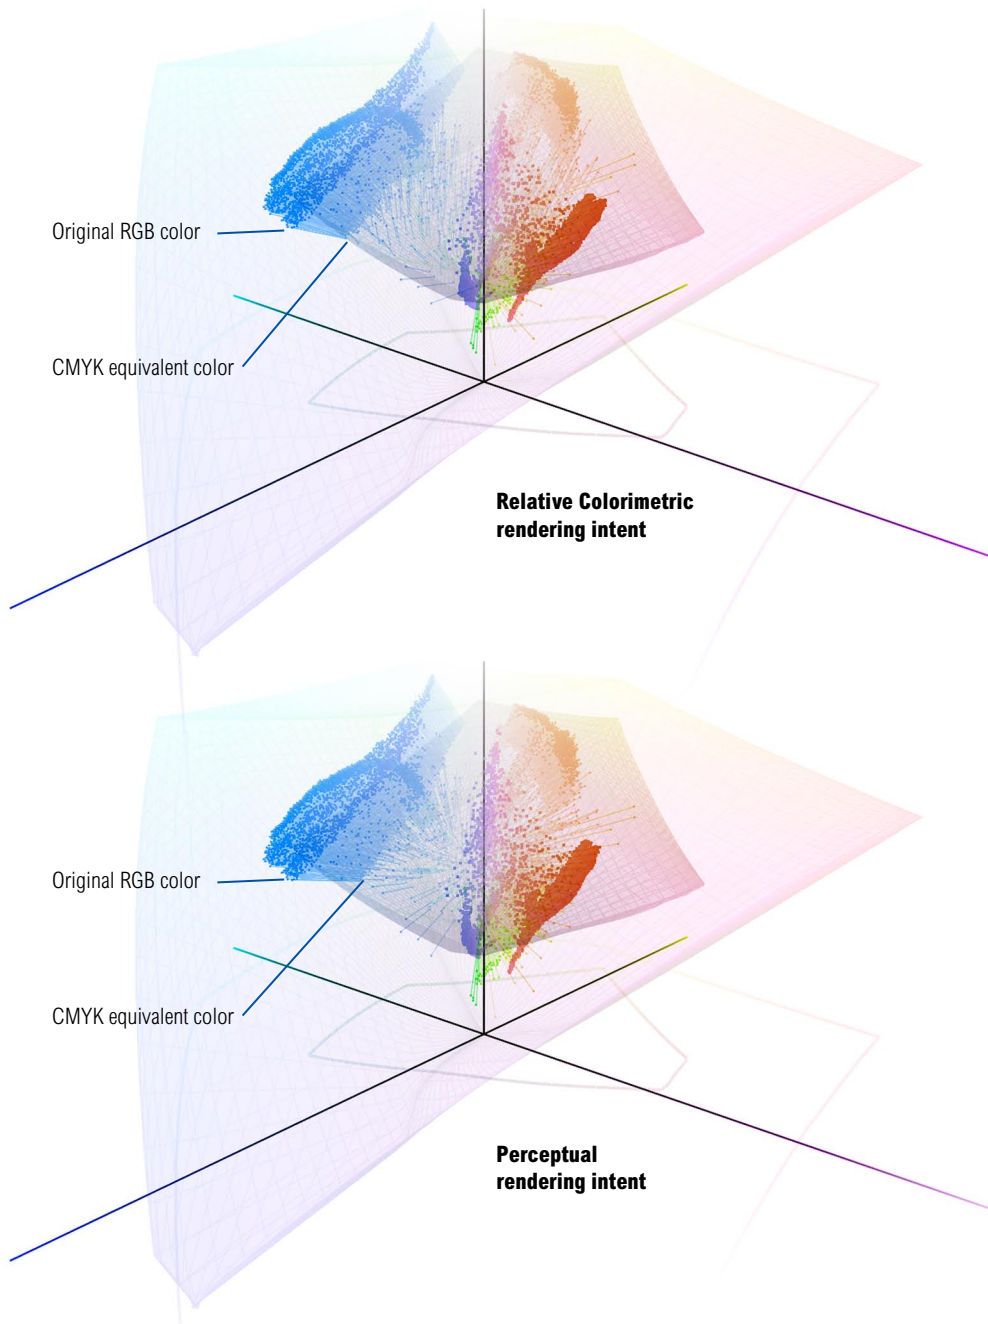 Original RGB color
CMYK equivalent color
Relative Colorimetric
rendering intent
Original RGB color
CMYK equivalent color
Perceptual
rendering intent